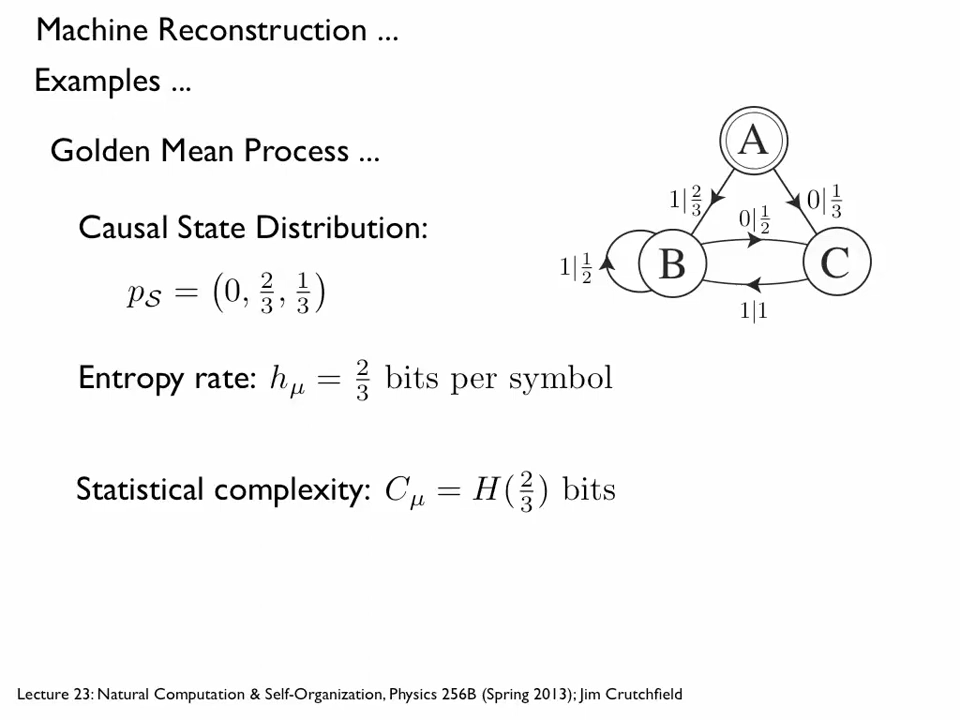 Machine Reconstruction ...
Examples ...
Golden Mean Process ...
Causal State Distribution:
p_S = (0, 2/3, 1/3)
Entropy rate: h_μ = 2/3 bits per symbol
Statistical complexity: C_μ = H(2/3) bits
A
1|2/3
0|1/3
0|1/2
1|1/2
B
C
1|1
Lecture 23: Natural Computation & Self-Organization, Physics 256B (Spring 2013); Jim Crutchfield